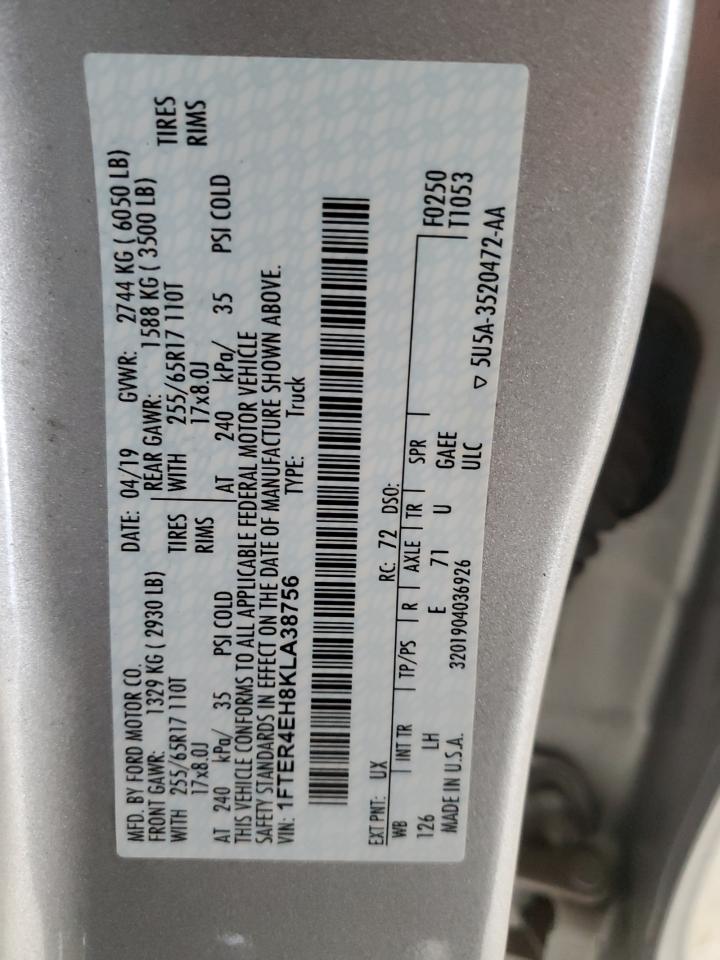 MFD. BY FORD MOTOR CO. DATE: 04/19 GVWR: 2744 KG ( 6050 LB)
FRONT GAWR: 1329 KG ( 2930 LB) REAR GAWR: 1588 KG ( 3500 LB)
WITH 255/65R17 110T TIRES WITH 255/65R17 110T TIRES
17x8.0J RIMS 17x8.0J RIMS
AT 240 kPa/ 35 PSI COLD AT 240 kPa/ 35 PSI COLD
THIS VEHICLE CONFORMS TO ALL APPLICABLE FEDERAL MOTOR VEHICLE
SAFETY STANDARDS IN EFFECT ON THE DATE OF MANUFACTURE SHOWN ABOVE.
VIN: 1FTER4EH8KLA38756 TYPE: Truck
EXT PNT: UX RC: 72 DSO:
WB INT TR TP/PS R AXLE TR SPR F0250
126 LH E 71 U GAEE T1053
MADE IN U.S.A. 3201904036926 ULC
▽ 5U5A-3520472-AA